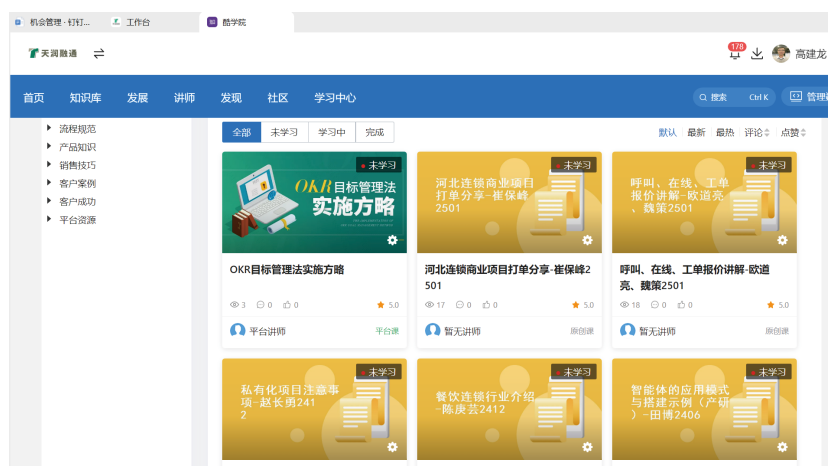 机会管理 · 钉钉...
工作台
酷学院
天润融通
178
高建龙
首页 知识库 发展 讲师 发现 社区 学习中心
搜索 Ctrl K
流程规范
产品知识
销售技巧
客户案例
客户成功
平台资源
全部 未学习 学习中 完成
默认 最新 最热 评论 点赞
未学习
OKR目标管理法
实施方略
OKR目标管理法实施方略
3 0 0 5.0
平台讲师 平台课
未学习
河北连锁商业项目
打单分享-崔保峰
2501
河北连锁商业项目打单分享-崔保峰2
501
17 0 0 5.0
暂无讲师 原创课
未学习
呼叫、在线、工单
报价讲解-欧道亮
、魏策2501
呼叫、在线、工单报价讲解-欧道
亮、魏策2501
18 0 0 5.0
暂无讲师 原创课
未学习
私有化项目注意事
项-赵长勇241
2
未学习
餐饮连锁行业介绍
-陈庚芸2412
未学习
智能体的应用模式
与搭建示例（产研
）-田博2406